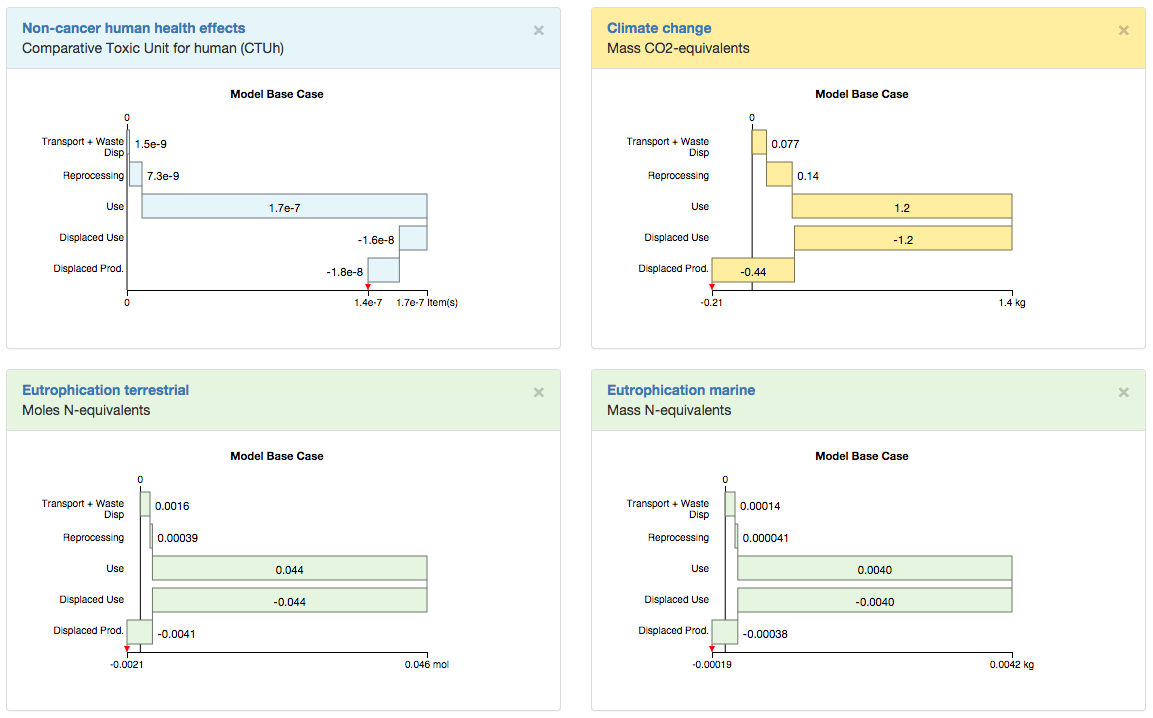 Non-cancer human health effects ×
Comparative Toxic Unit for human (CTUh)
Model Base Case
0
Transport + Waste
Disp
1.5e-9
Reprocessing
7.3e-9
Use
1.7e-7
Displaced Use
-1.6e-8
Displaced Prod.
-1.8e-8
0 1.4e-7 1.7e-7 Item(s)
Climate change ×
Mass CO2-equivalents
Model Base Case
0
Transport + Waste
Disp
0.077
Reprocessing
0.14
Use
1.2
Displaced Use
-1.2
Displaced Prod.
-0.44
-0.21 1.4 kg
Eutrophication terrestrial ×
Moles N-equivalents
Model Base Case
0
Transport + Waste
Disp
0.0016
Reprocessing
0.00039
Use
0.044
Displaced Use
-0.044
Displaced Prod.
-0.0041
-0.0021 0.046 mol
Eutrophication marine ×
Mass N-equivalents
Model Base Case
0
Transport + Waste
Disp
0.00014
Reprocessing
0.000041
Use
0.0040
Displaced Use
-0.0040
Displaced Prod.
-0.00038
-0.00019 0.0042 kg